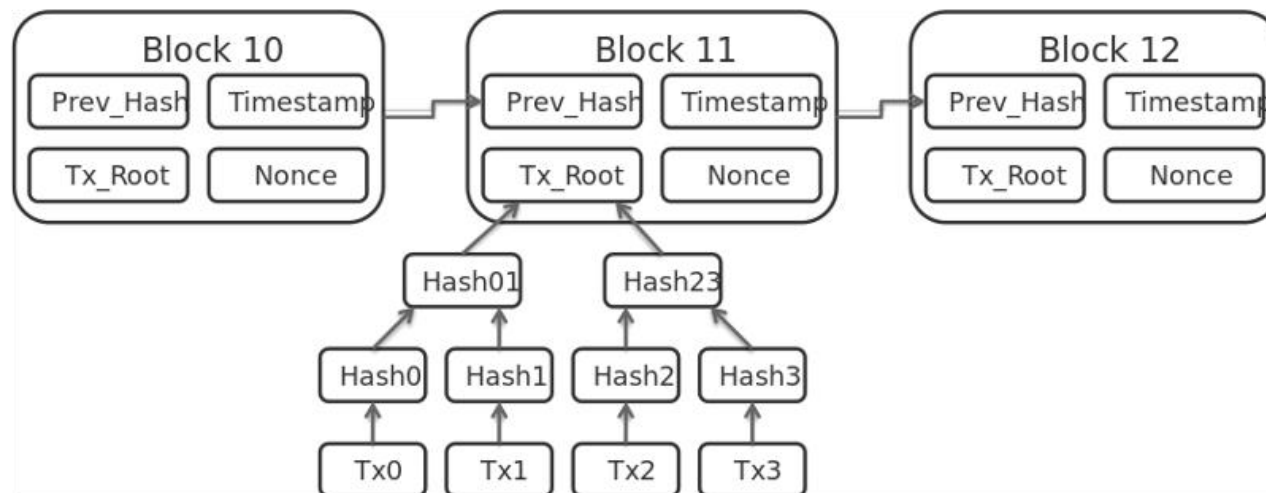 Block 10 Block 11 Block 12
Prev_Hash Timestamp Prev_Hash Timestamp Prev_Hash Timestamp
Tx_Root Nonce Tx_Root Nonce Tx_Root Nonce
Hash01 Hash23
Hash0 Hash1 Hash2 Hash3
Tx0 Tx1 Tx2 Tx3